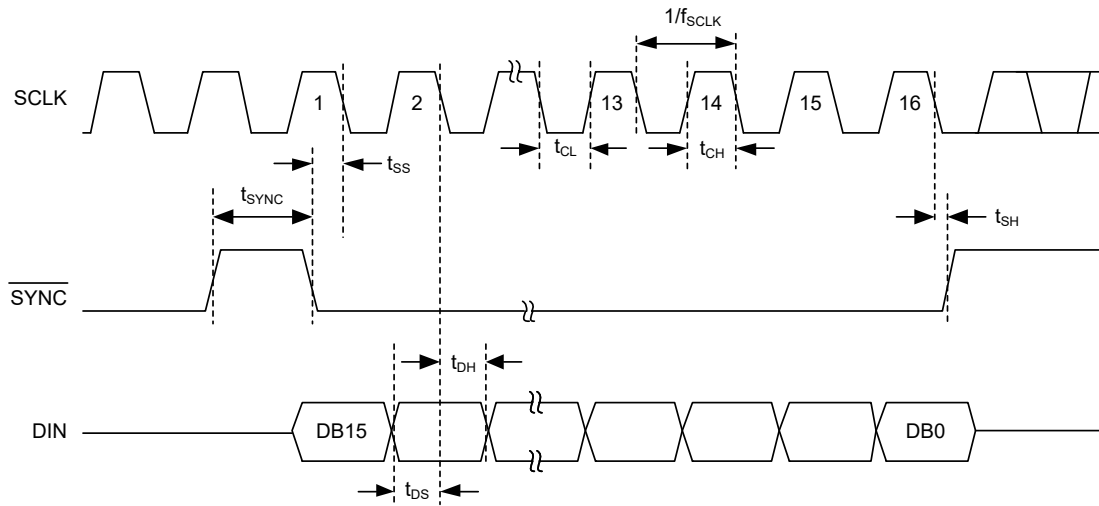 1/fSCLK
SCLK
1 2 13 14 15 16
tSS tCL tCH
tSYNC
tSH
SYNC
tDH
DIN
DB15 DB0
tDS